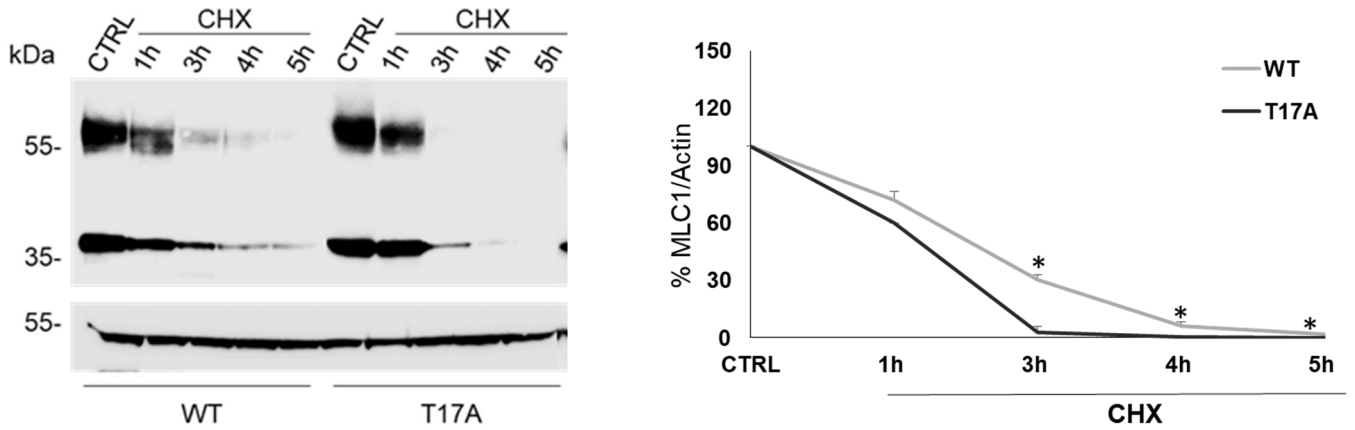 CHX CHX
kDa CTRL 1h 3h 4h 5h CTRL 1h 3h 4h 5h
55-
35-
55-
WT T17A
% MLC1/Actin
150
120
90
60
30
0
WT
T17A
*
*
*
CTRL 1h 3h 4h 5h
CHX